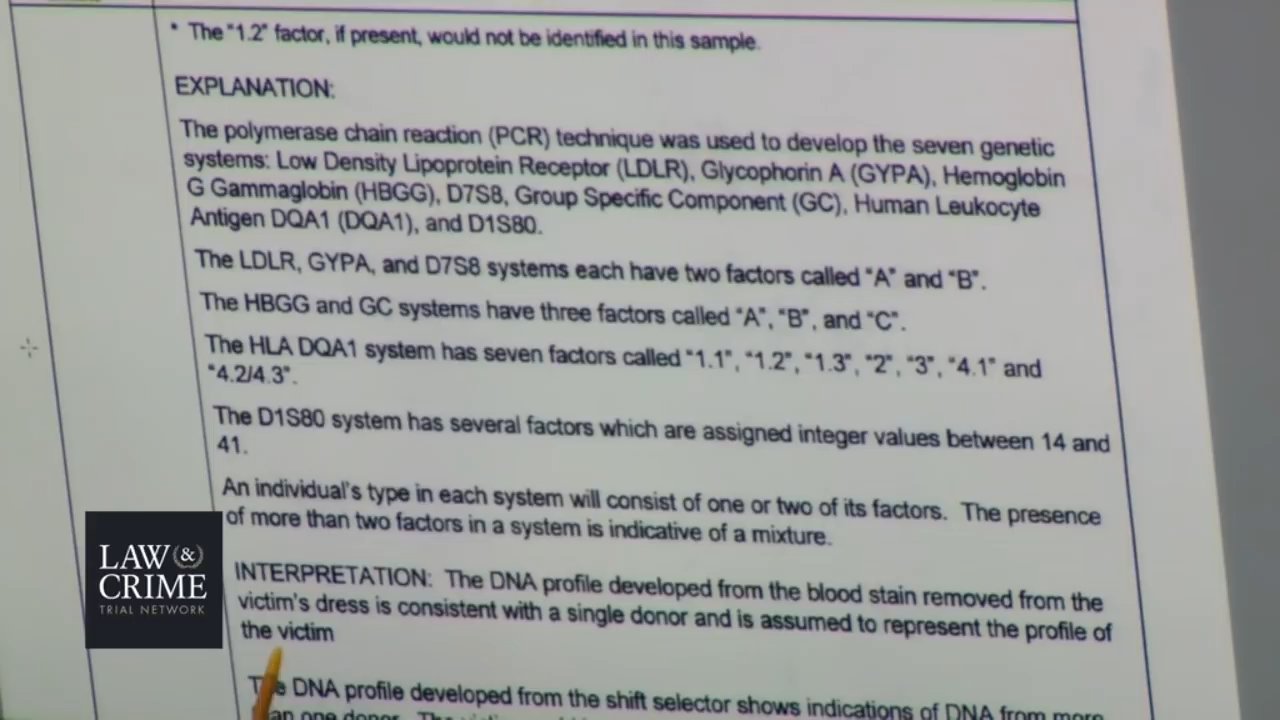 * The "1.2" factor, if present, would not be identified in this sample.
EXPLANATION:
The polymerase chain reaction (PCR) technique was used to develop the seven genetic
systems: Low Density Lipoprotein Receptor (LDLR), Glycophorin A (GYPA), Hemoglobin
G Gammaglobin (HBGG), D7S8, Group Specific Component (GC), Human Leukocyte
Antigen DQA1 (DQA1), and D1S80.
The LDLR, GYPA, and D7S8 systems each have two factors called "A" and "B".
The HBGG and GC systems have three factors called "A", "B", and "C".
The HLA DQA1 system has seven factors called "1.1", "1.2", "1.3", "2", "3", "4.1" and
"4.2/4.3".
The D1S80 system has several factors which are assigned integer values between 14 and
41.
An individual's type in each system will consist of one or two of its factors. The presence
of more than two factors in a system is indicative of a mixture.
INTERPRETATION: The DNA profile developed from the blood stain removed from the
victim's dress is consistent with a single donor and is assumed to represent the profile of
the victim
The DNA profile developed from the shift selector shows indications of DNA from more
an one donor. The
LAW &
CRIME
TRIAL NETWORK